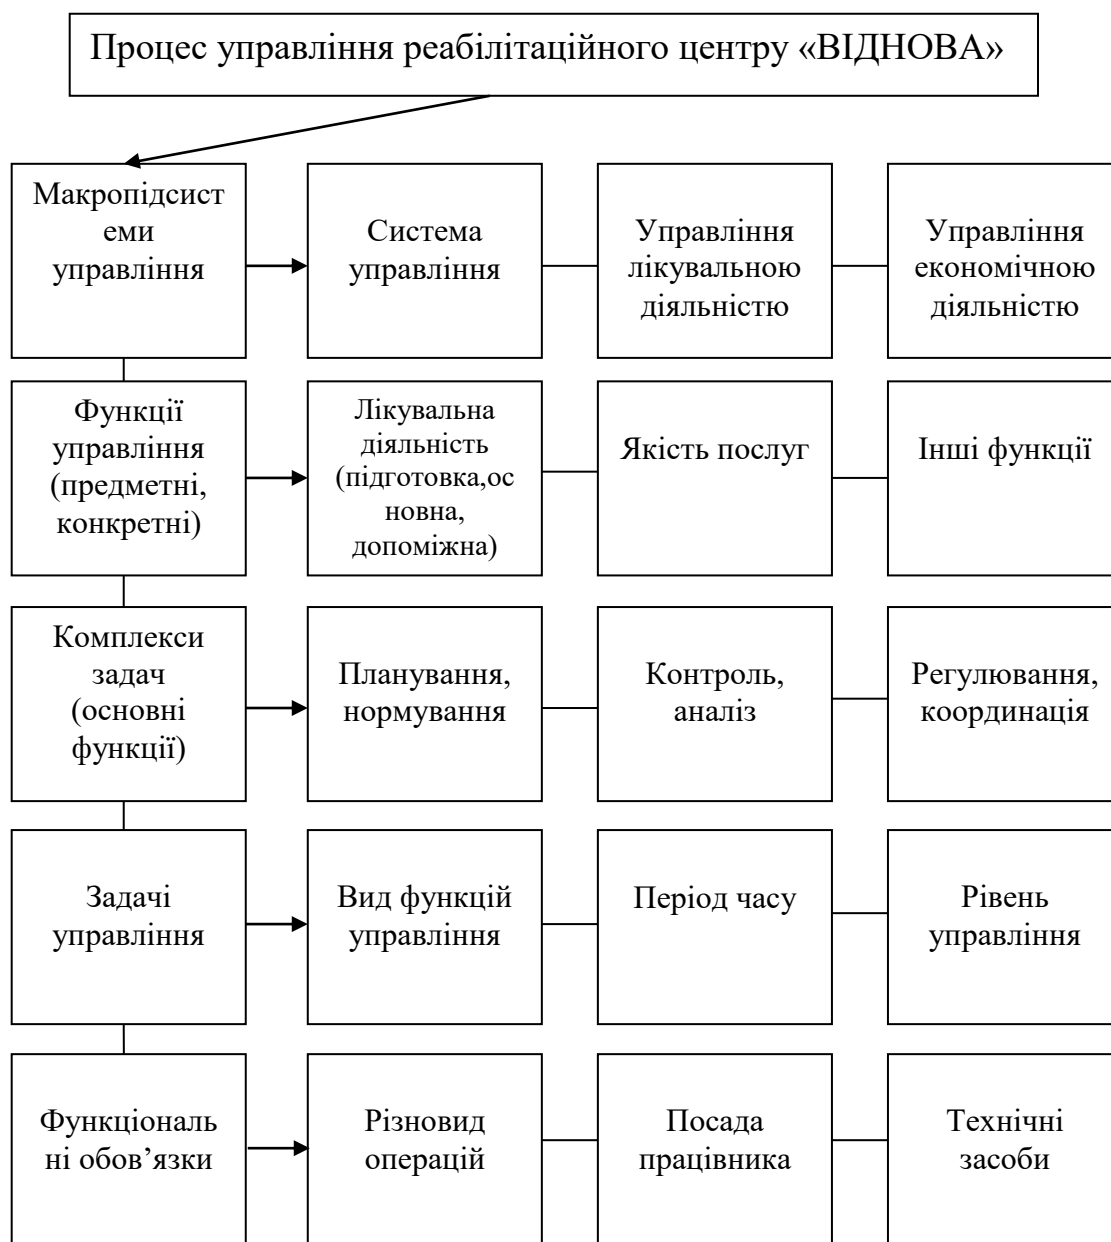 Процес управління реабілітаційного центру «ВІДНОВА»
Макропідсист
еми
управління
Система
управління
Управління
лікувальною
діяльністю
Управління
економічною
діяльністю
Функції
управління
(предметні,
конкретні)
Лікувальна
діяльність
(підготовка,ос
новна,
допоміжна)
Якість послуг
Інші функції
Комплекси
задач
(основні
функції)
Планування,
нормування
Контроль,
аналіз
Регулювання,
координація
Задачі
управління
Вид функцій
управління
Період часу
Рівень
управління
Функціональ
ні обов’язки
Різновид
операцій
Посада
працівника
Технічні
засоби